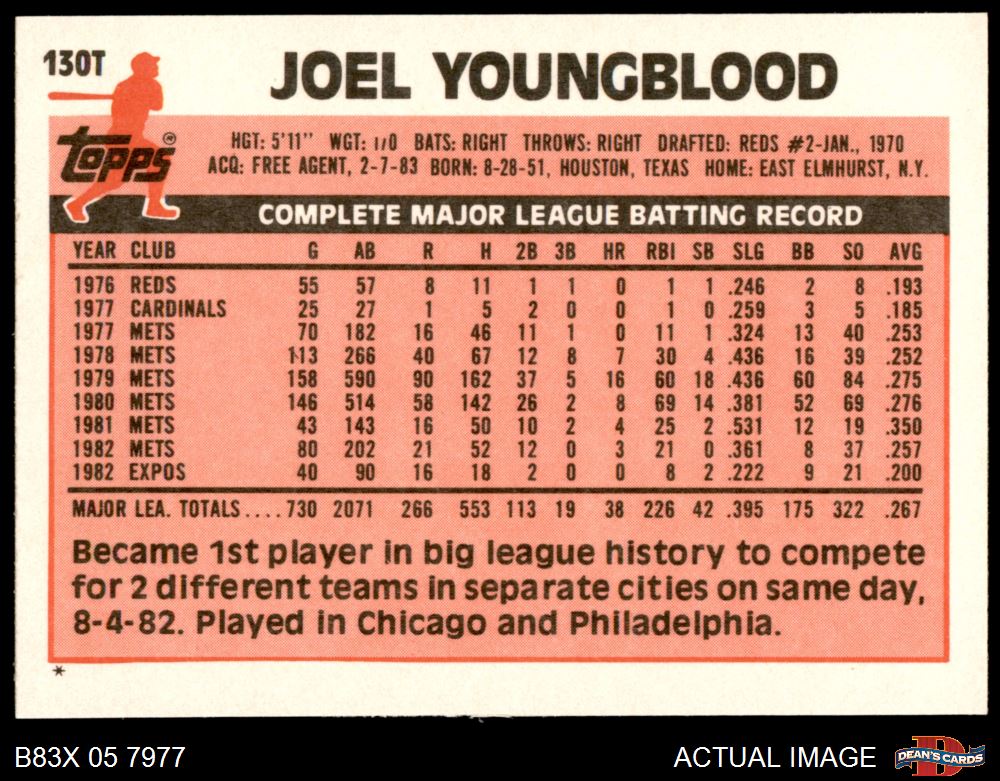 130T
JOEL YOUNGBLOOD
topps®
HGT: 5'11" WGT: 170 BATS: RIGHT THROWS: RIGHT DRAFTED: REDS #2-JAN., 1970
ACQ: FREE AGENT, 2-7-83 BORN: 8-28-51, HOUSTON, TEXAS HOME: EAST ELMHURST, N.Y.
COMPLETE MAJOR LEAGUE BATTING RECORD
YEAR CLUB G AB R H 2B 3B HR RBI SB SLG BB SO AVG
1976 REDS 55 57 8 11 1 1 0 1 1 .246 2 8 .193
1977 CARDINALS 25 27 1 5 2 0 0 1 0 .259 3 5 .185
1977 METS 70 182 16 46 11 1 0 11 1 .324 13 40 .253
1978 METS 113 266 40 67 12 8 7 30 4 .436 16 39 .252
1979 METS 158 590 90 162 37 5 16 60 18 .436 60 84 .275
1980 METS 146 514 58 142 26 2 8 69 14 .381 52 69 .276
1981 METS 43 143 16 50 10 2 4 25 2 .531 12 19 .350
1982 METS 80 202 21 52 12 0 3 21 0 .361 8 37 .257
1982 EXPOS 40 90 16 18 2 0 0 8 2 .222 9 21 .200
MAJOR LEA. TOTALS....730 2071 266 553 113 19 38 226 42 .395 175 322 .267
Became 1st player in big league history to compete
for 2 different teams in separate cities on same day,
8-4-82. Played in Chicago and Philadelphia.
*
B83X 05 7977
ACTUAL IMAGE
D
DEAN'S CARDS